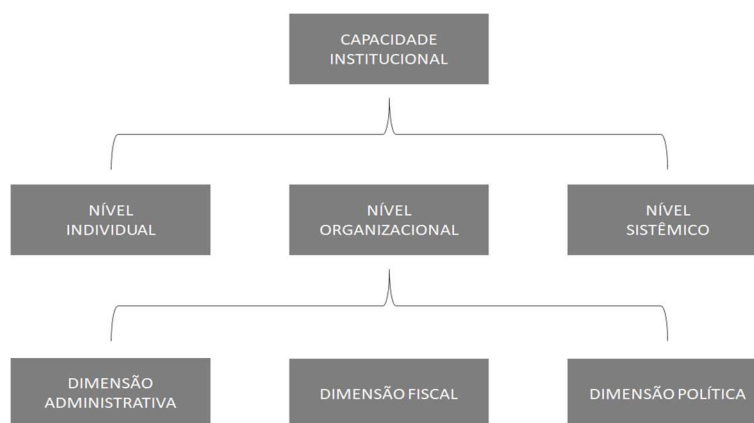 CAPACIDADE
INSTITUCIONAL
NÍVEL
INDIVIDUAL
NÍVEL
ORGANIZACIONAL
NÍVEL
SISTÊMICO
DIMENSÃO
ADMINISTRATIVA
DIMENSÃO FISCAL
DIMENSÃO POLÍTICA